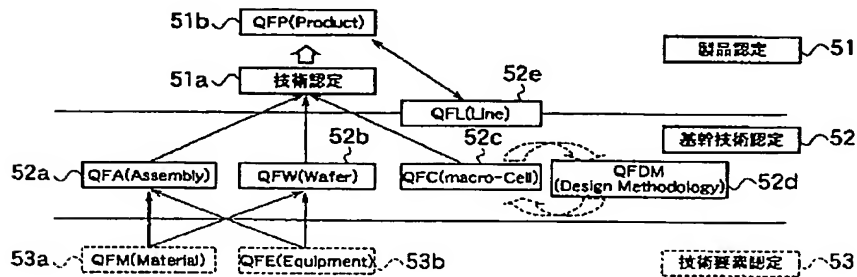 51b
QFP(Product)
製品認定
51
51a
技術認定
52e
QFL(Line)
基幹技術認定
52
52b
52c
52a
QFA(Assembly)
QFW(Wafer)
QFC(macro-Cell)
QFDM
(Design Methodology)
52d
53a
QFM(Material)
QFE(Equipment)
53b
技術要素認定
53